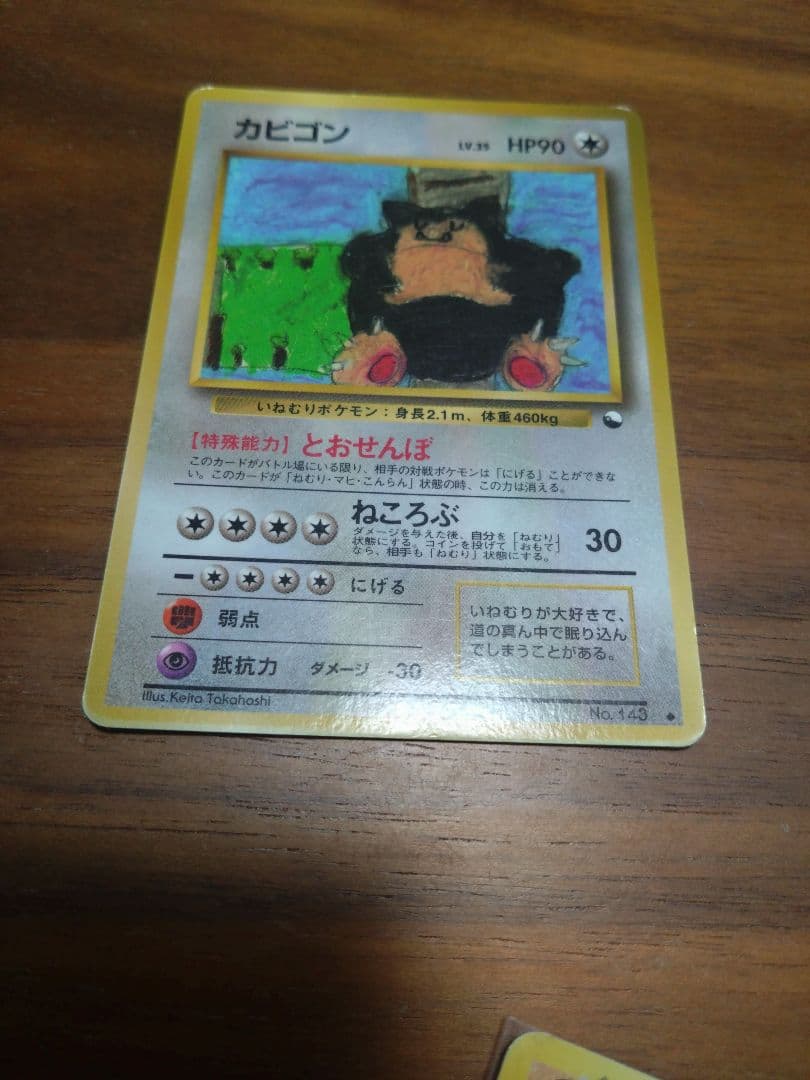 カビゴン LV.35 HP90
いねむりポケモン：身長2.1m、体重460kg
【特殊能力】とおせんぼ
このカードがバトル場にいる限り、相手の対戦ポケモンは「にげる」ことができな
い。このカードが「ねむり・マヒ・こんらん」状態の時、この力は消える。
ねころぶ
ダメージを与えた後、自分を「ねむり」
状態にする。コインを投げて「おもて」
なら、相手も「ねむり」状態にする。
30
ー にげる
弱点
抵抗力 ダメージ -30
いねむりが大好きで、
道の真ん中で眠り込ん
でしまうことがある。
Illus.Keita Takahashi
No. 143